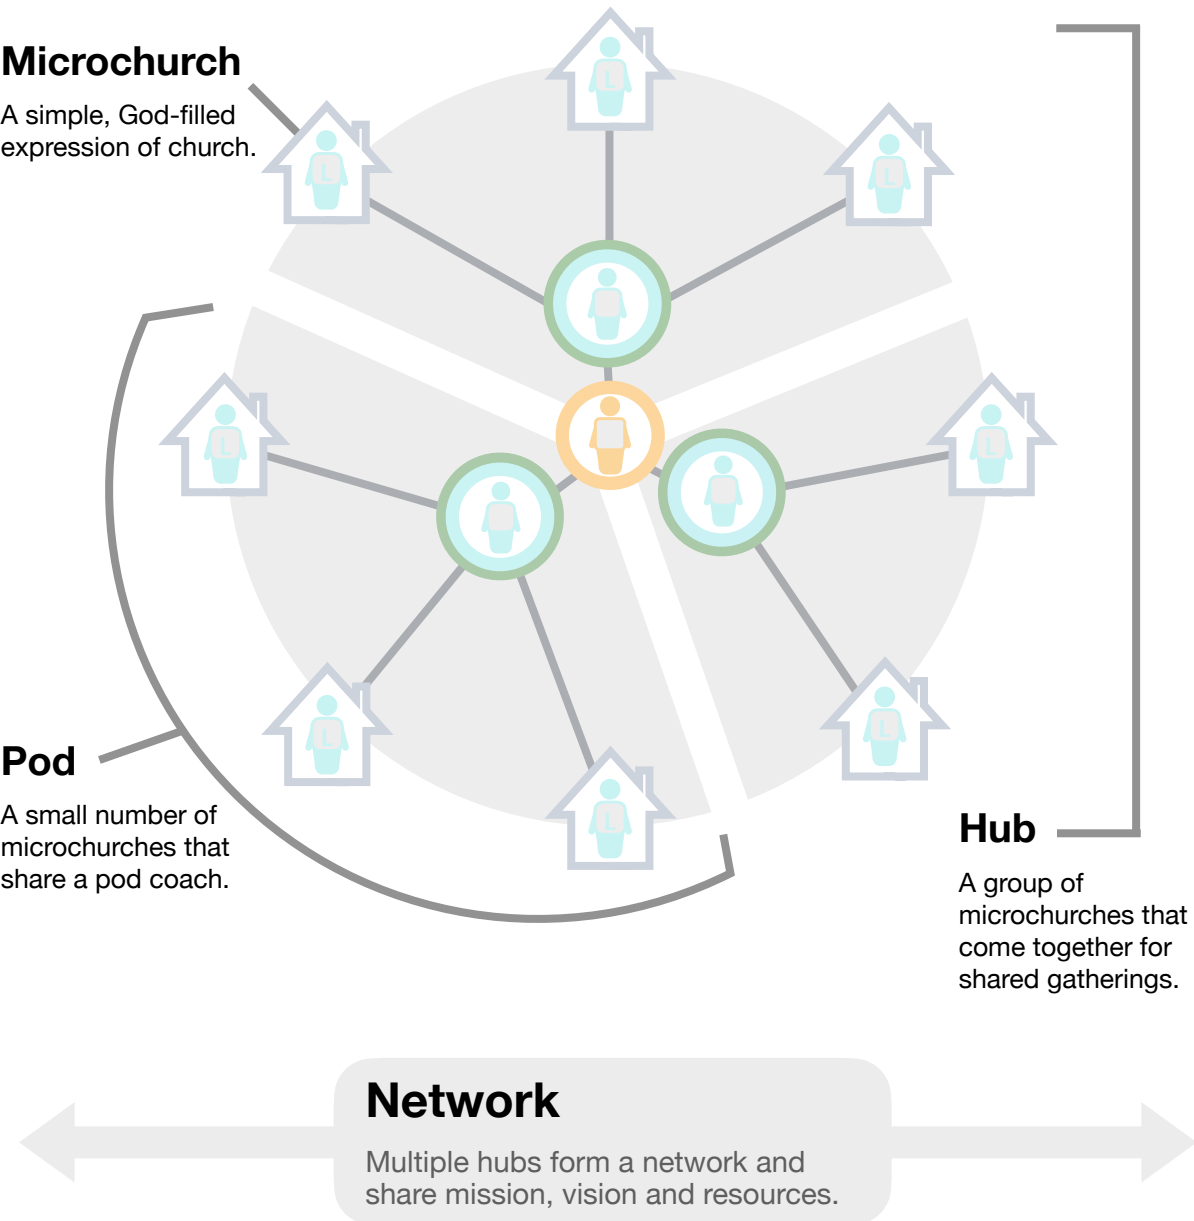 Microchurch
A simple, God-filled
expression of church.
L
L
L
L
L
L
L
L
Pod
A small number of
microchurches that
share a pod coach.
Hub
A group of
microchurches that
come together for
shared gatherings.
Network
Multiple hubs form a network and
share mission, vision and resources.